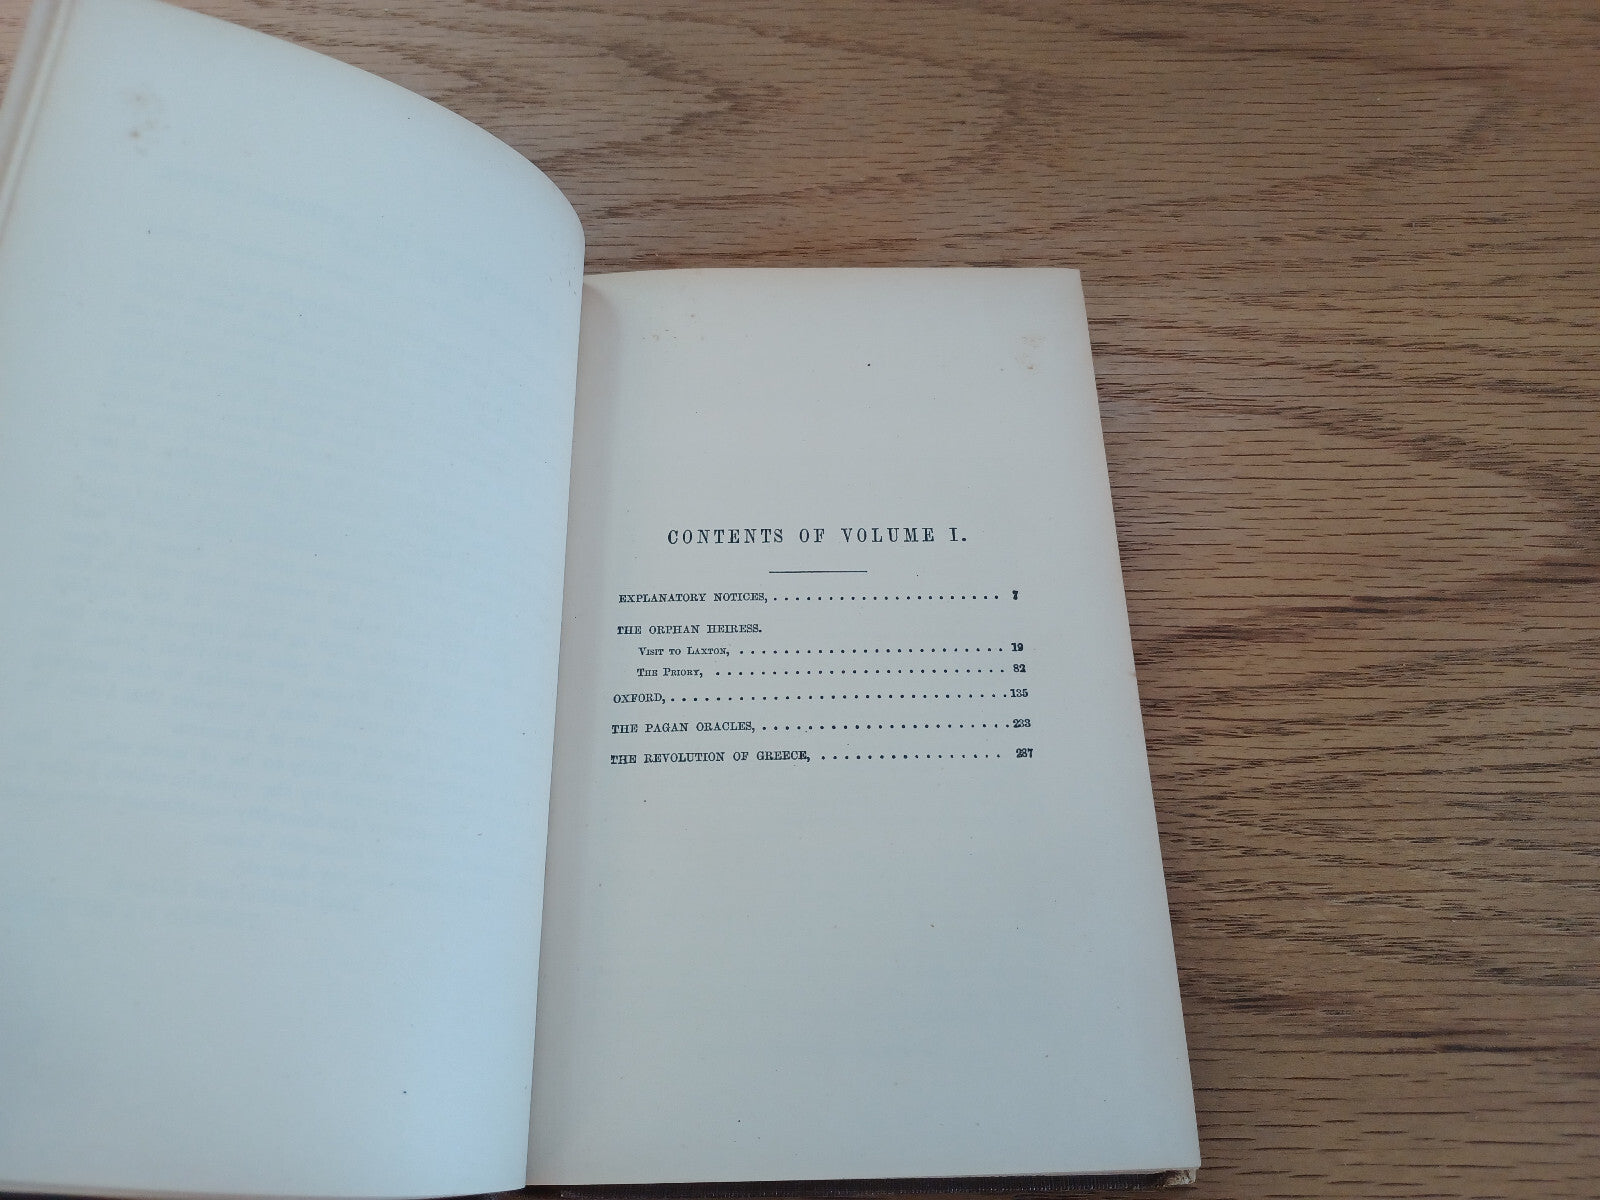 CONTENTS OF VOLUME I.
EXPLANATORY NOTICES, . . . . . . . . . . . . . . . . . . . . . 7
THE ORPHAN HEIRESS.
VISIT TO LAXTON, . . . . . . . . . . . . . . . . . . . . . . . . 19
THE PRIORY, . . . . . . . . . . . . . . . . . . . . . . . . . 82
OXFORD, . . . . . . . . . . . . . . . . . . . . . . . . . . . . . . 135
THE PAGAN ORACLES, . . . . . . . . . . . . . . . . . . . . . . 233
THE REVOLUTION OF GREECE, . . . . . . . . . . . . . . . .